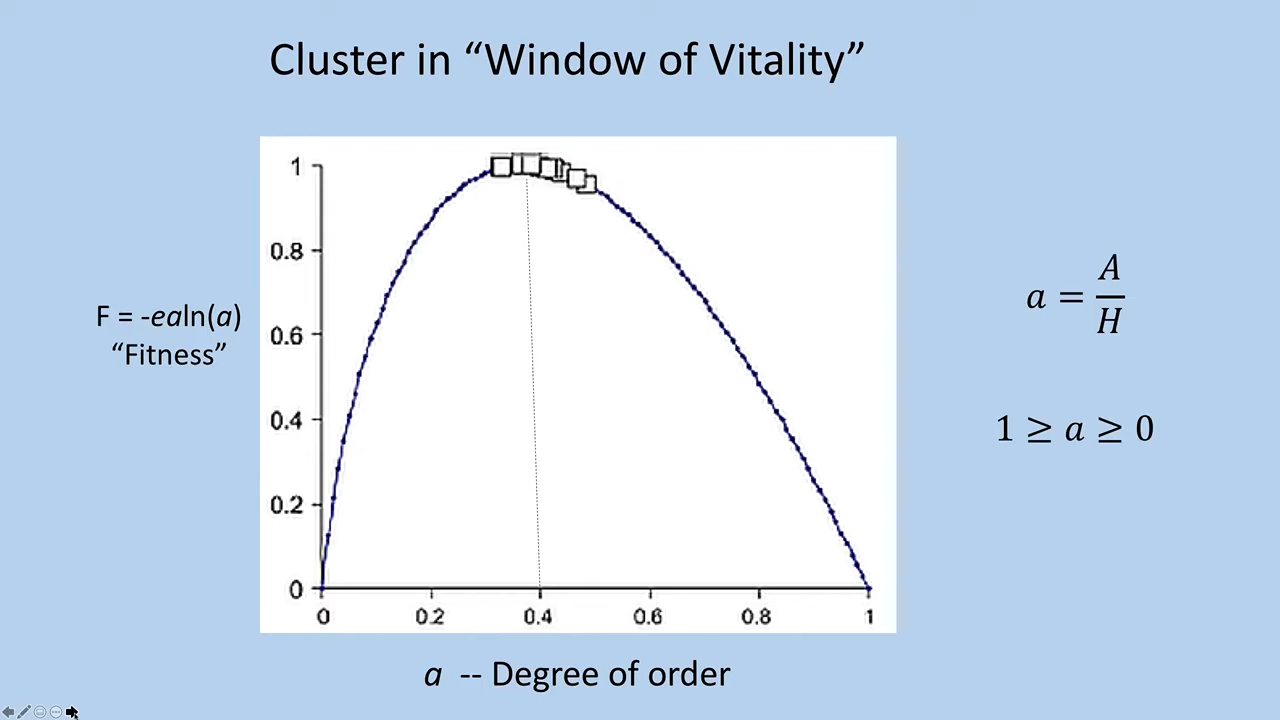 Cluster in “Window of Vitality”
F = -ealn(a)
“Fitness”
1
0.8
0.6
0.4
0.2
0
0 0.2 0.4 0.6 0.8 1
a -- Degree of order
a = A/H
1 ≥ a ≥ 0